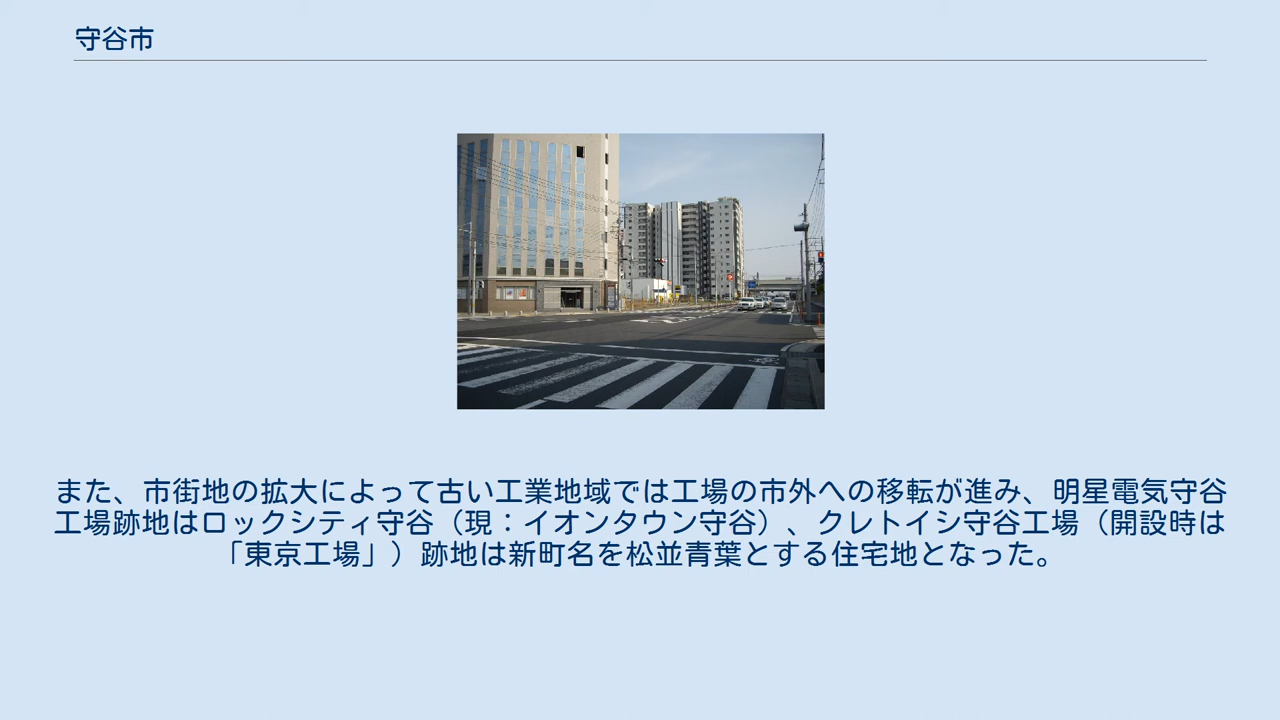 守谷市
また、市街地の拡大によって古い工業地域では工場の市外への移転が進み、明星電気守谷
工場跡地はロックシティ守谷（現：イオンタウン守谷）、クレトイシ守谷工場（開設時は
「東京工場」）跡地は新町名を松並青葉とする住宅地となった。